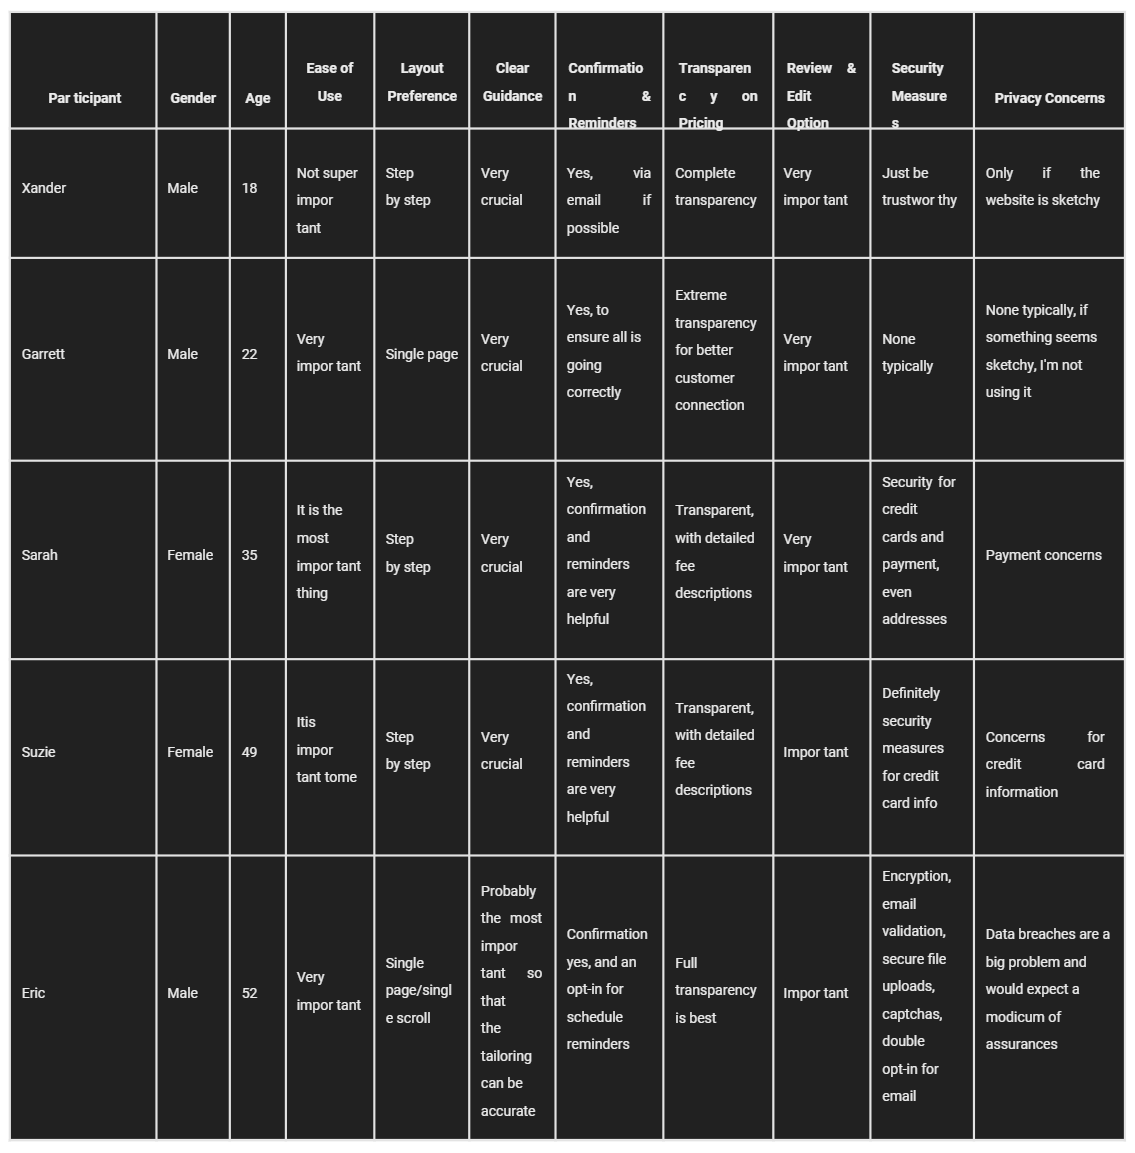 Par ticipant
Gender
Age
Ease of
Use
Layout
Preference
Clear
Guidance
Confirmatio
n &
Reminders
Transparen
c y on
Pricing
Review &
Edit
Option
Security
Measure
s
Privacy Concerns
Xander
Male
18
Not super
impor
tant
Step
by step
Very
crucial
Yes, via
email if
possible
Complete
transparency
Very
impor tant
Just be
trustwor thy
Only if the
website is sketchy
Garrett
Male
22
Very
impor tant
Single page
Very
crucial
Yes, to
ensure all is
going
correctly
Extreme
transparency
for better
customer
connection
Very
impor tant
None
typically
None typically, if
something seems
sketchy, I'm not
using it
Sarah
Female
35
It is the
most
impor tant
thing
Step
by step
Very
crucial
Yes,
confirmation
and
reminders
are very
helpful
Transparent,
with detailed
fee
descriptions
Very
impor tant
Security for
credit
cards and
payment,
even
addresses
Payment concerns
Suzie
Female
49
Itis
impor
tant tome
Step
by step
Very
crucial
Yes,
confirmation
and
reminders
are very
helpful
Transparent,
with detailed
fee
descriptions
Impor tant
Definitely
security
measures
for credit
card info
Concerns for
credit card
information
Eric
Male
52
Very
impor tant
Single
page/singl
e scroll
Probably
the most
impor
tant so
that
the
tailoring
can be
accurate
Confirmation
yes, and an
opt-in for
schedule
reminders
Full
transparency
is best
Impor tant
Encryption,
email
validation,
secure file
uploads,
captchas,
double
opt-in for
email
Data breaches are a
big problem and
would expect a
modicum of
assurances